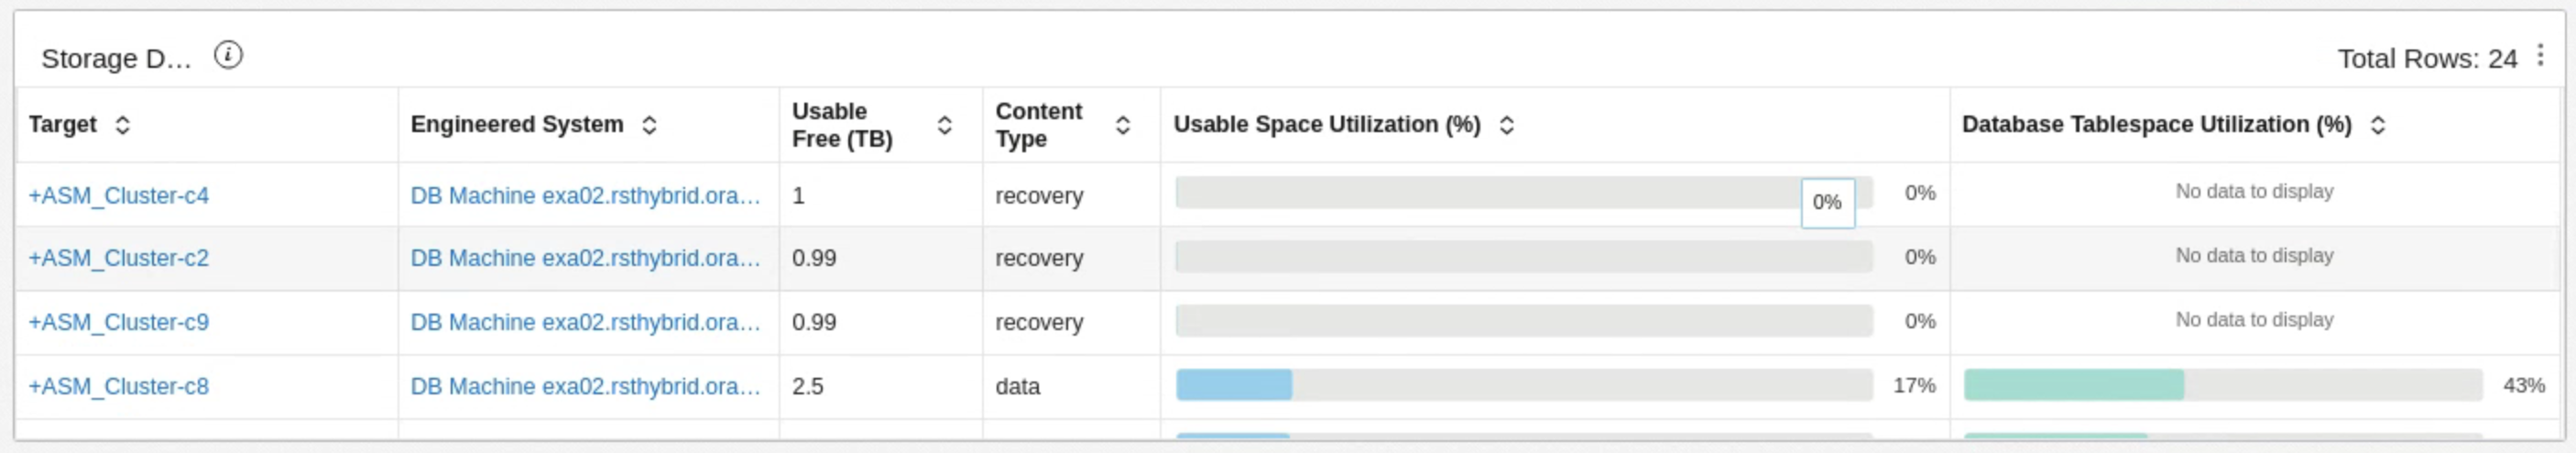 Storage D...
Total Rows: 24
Target
Engineered System
Usable
Free (TB)
Content
Type
Usable Space Utilization (%)
Database Tablespace Utilization (%)
+ASM_Cluster-c4
DB Machine exa02.rsthybrid.ora...
1
recovery
0%
0%
No data to display
+ASM_Cluster-c2
DB Machine exa02.rsthybrid.ora...
0.99
recovery
0%
No data to display
+ASM_Cluster-c9
DB Machine exa02.rsthybrid.ora...
0.99
recovery
0%
No data to display
+ASM_Cluster-c8
DB Machine exa02.rsthybrid.ora...
2.5
data
17%
43%